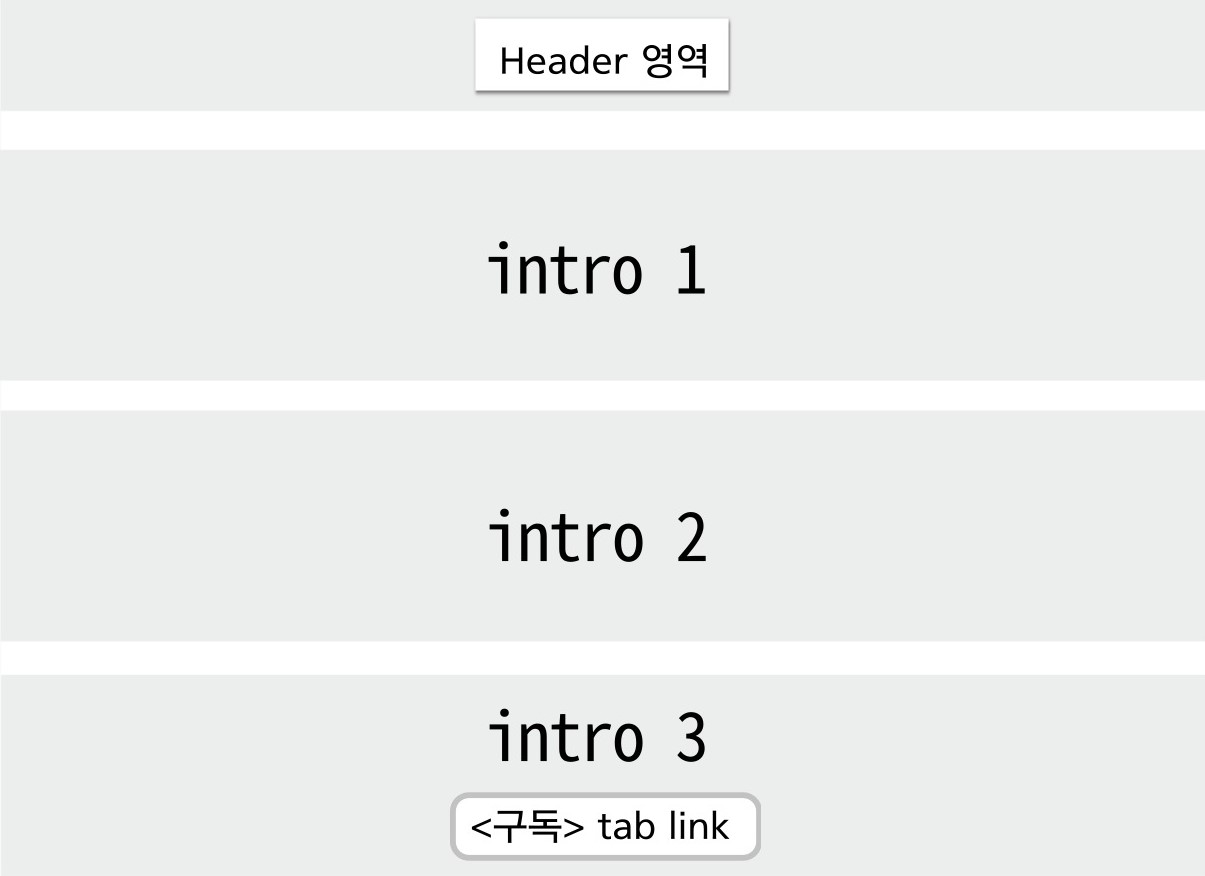 Header 영역
intro 1
intro 2
intro 3
<구독> tab link